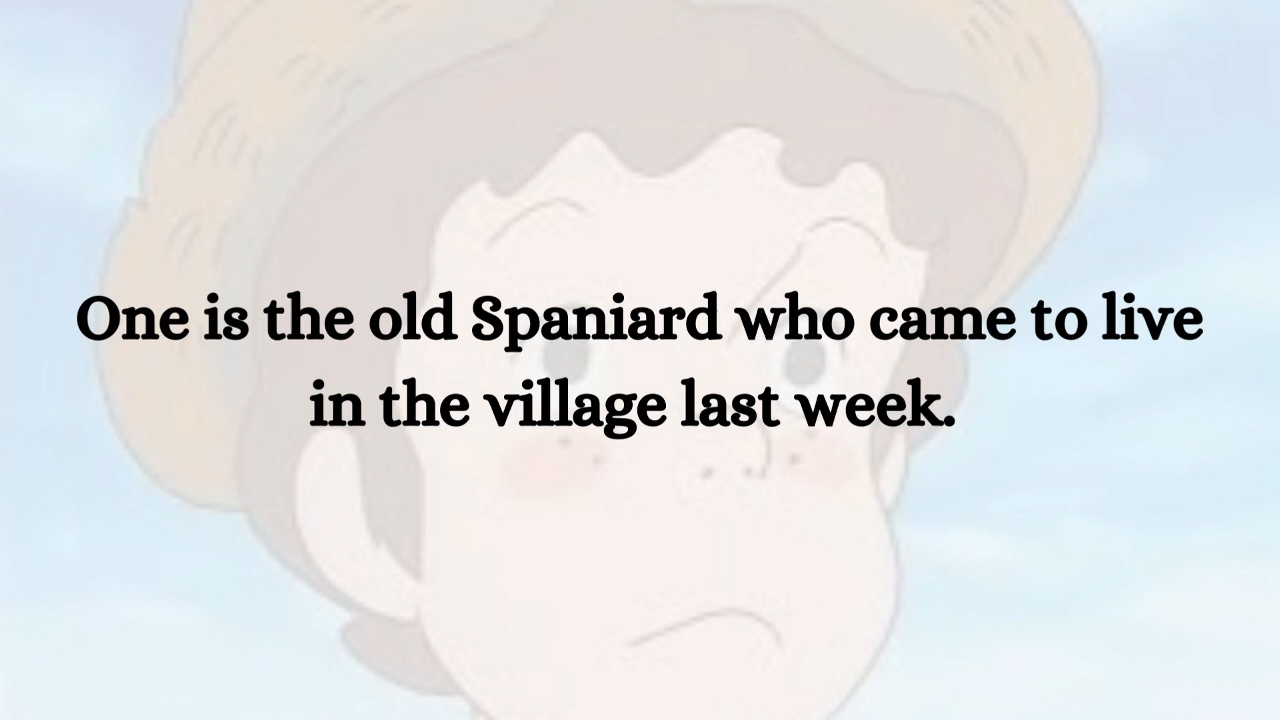 One is the old Spaniard who came to live
in the village last week.